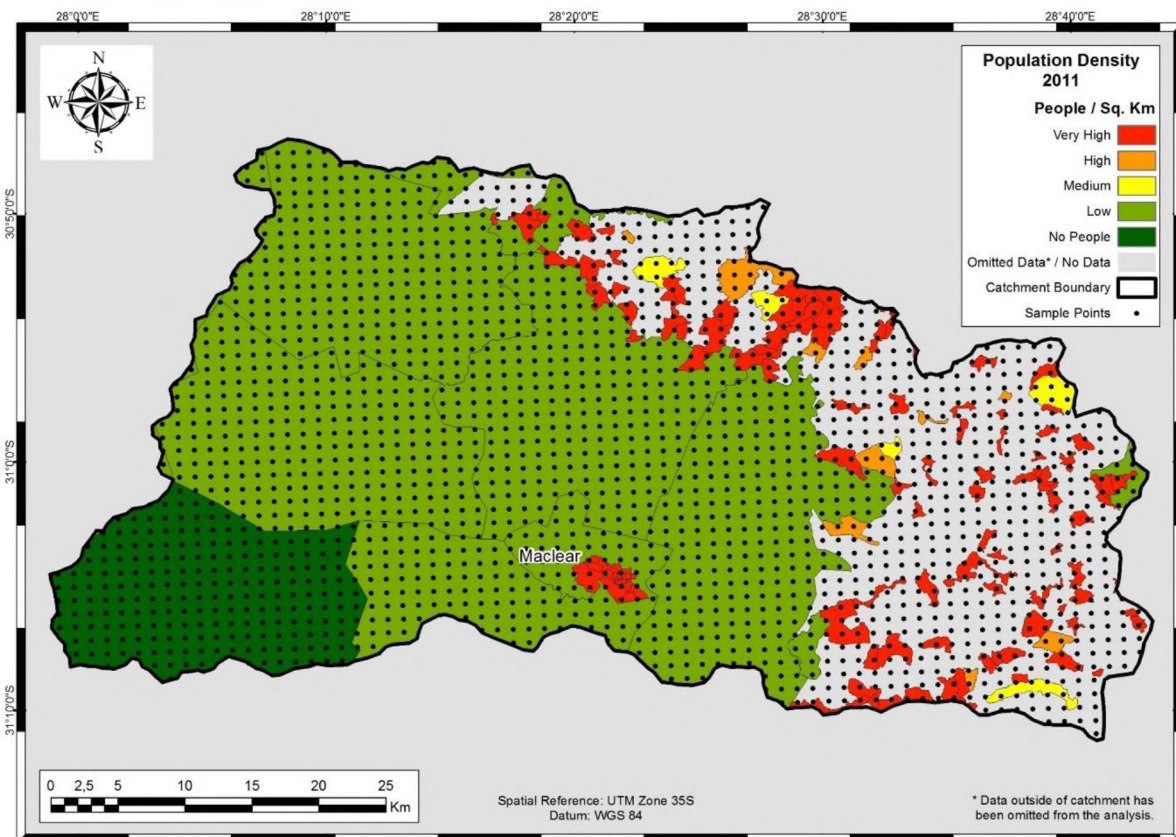 28°0'0"E
28°10'0"E
28°20'0"E
28°30'0"E
28°40'0"E
N
W
E
S
Population Density
2011
People / Sq. Km
Very High
High
Medium
Low
No People
Omitted Data* / No Data
Catchment Boundary
Sample Points
30°50'0"S
31°0'0"S
31°10'0"S
Maclear
0 2,5 5 10 15 20 25
Km
Spatial Reference: UTM Zone 35S
Datum: WGS 84
* Data outside of catchment has
been omitted from the analysis.